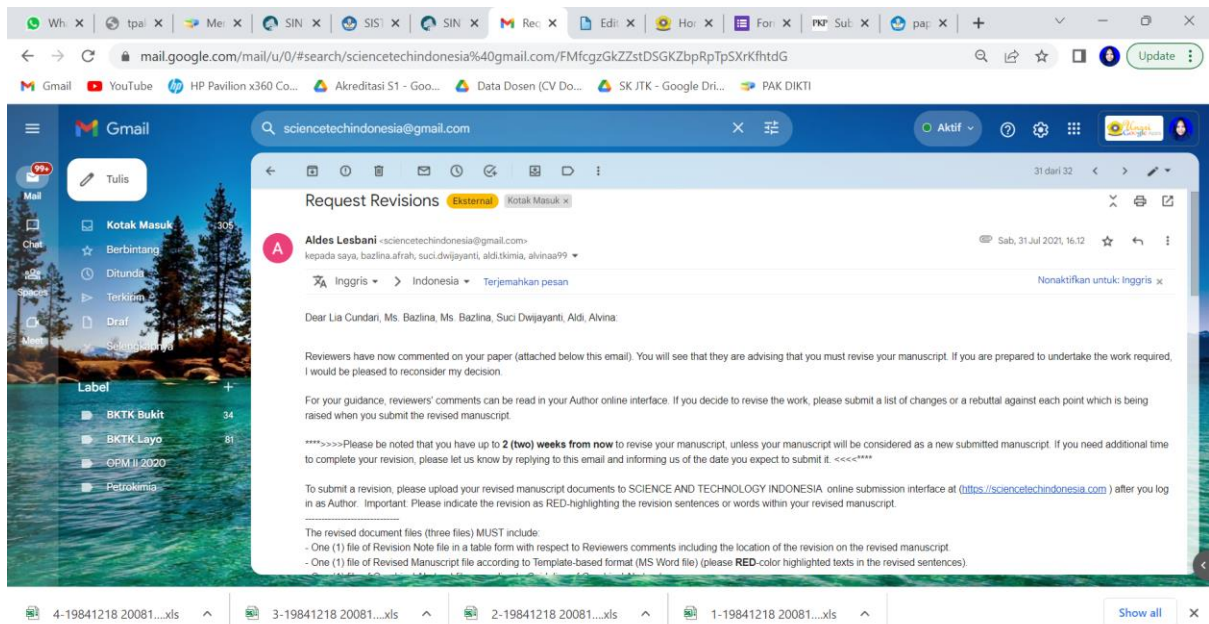 Wh
tpal
Mer
SIN
SIST
SIN
Rec
Edit
Hor
Forr
PKP Sub
pap
mail.google.com/mail/u/0/#search/sciencetechindonesia%40gmail.com/FMfcgzGkZZstDSGKZbpRpTpSXrKfhtdG
Update
Gmail
YouTube
HP Pavilion x360 Co...
Akreditasi S1 - Goo...
Data Dosen (CV Do...
SK JTK - Google Dri...
PAK DIKTI
Gmail
sciencetechindonesia@gmail.com
Aktif
99+
Mail
Chat
Spaces
Meet
Tulis
Kotak Masuk 305
Berbintang
Ditunda
Terkirim
Draf
Selengkapnya
Label
BKTK Bukit 34
BKTK Layo 81
OPM II 2020
Petrokimia
31 dari 32
Request Revisions Eksternal Kotak Masuk ×
A
Aldes Lesbani <sciencetechindonesia@gmail.com>
Sab, 31 Jul 2021, 16.12
kepada saya, bazlina.afrah, suci.dwijayanti, aldi.tkimia, alvinaa99
Inggris > Indonesia Terjemahkan pesan
Nonaktifkan untuk: Inggris ×
Dear Lia Cundari, Ms. Bazlina, Ms. Bazlina, Suci Dwijayanti, Aldi, Alvina:
Reviewers have now commented on your paper (attached below this email). You will see that they are advising that you must revise your manuscript. If you are prepared to undertake the work required,
I would be pleased to reconsider my decision.
For your guidance, reviewers' comments can be read in your Author online interface. If you decide to revise the work, please submit a list of changes or a rebuttal against each point which is being
raised when you submit the revised manuscript.
****>>>>Please be noted that you have up to 2 (two) weeks from now to revise your manuscript, unless your manuscript will be considered as a new submitted manuscript. If you need additional time
to complete your revision, please let us know by replying to this email and informing us of the date you expect to submit it. <<<<****
To submit a revision, please upload your revised manuscript documents to SCIENCE AND TECHNOLOGY INDONESIA online submission interface at (https://sciencetechindonesia.com ) after you log
in as Author. Important: Please indicate the revision as RED-highlighting the revision sentences or words within your revised manuscript.
----------------------------
The revised document files (three files) MUST include:
- One (1) file of Revision Note file in a table form with respect to Reviewers comments including the location of the revision on the revised manuscript.
- One (1) file of Revised Manuscript file according to Template-based format (MS Word file) (please RED-color highlighted texts in the revised sentences).
4-19841218 20081....xls
3-19841218 20081....xls
2-19841218 20081....xls
1-19841218 20081....xls
Show all